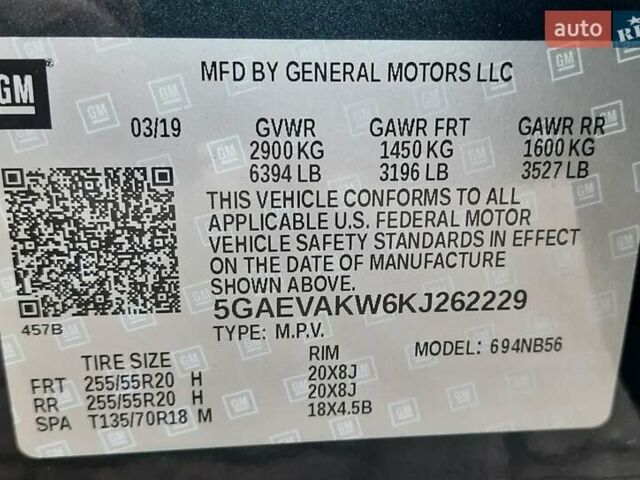 auto RI
GM
MFD BY GENERAL MOTORS LLC
03/19 GVWR GAWR FRT GAWR RR
2900 KG 1450 KG 1600 KG
6394 LB 3196 LB 3527 LB
THIS VEHICLE CONFORMS TO ALL
APPLICABLE U.S. FEDERAL MOTOR
VEHICLE SAFETY STANDARDS IN EFFECT
ON THE DATE OF MANUFACTURE
SHOWN ABOVE.
5GAEVAKW6KJ262229
457B
TYPE: M.P.V. MODEL: 694NB56
TIRE SIZE RIM
FRT 255/55R20 H 20X8J
RR 255/55R20 H 20X8J
SPA T135/70R18 M 18X4.5B